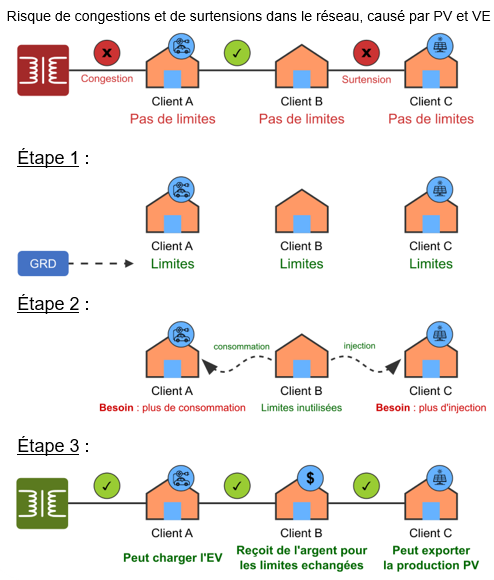 Risque de congestions et de surtensions dans le réseau, causé par PV et VE
Congestion
Surtension
Client A
Client B
Client C
Pas de limites
Pas de limites
Pas de limites
Étape 1 :
Client A
Client B
Client C
GRD
Limites
Limites
Limites
Étape 2 :
consommation
injection
Client A
Client B
Client C
Besoin : plus de consommation
Limites inutilisées
Besoin : plus d'injection
Étape 3 :
$
Client A
Client B
Client C
Peut charger l'EV
Reçoit de l'argent pour
les limites echangées
Peut exporter
la production PV